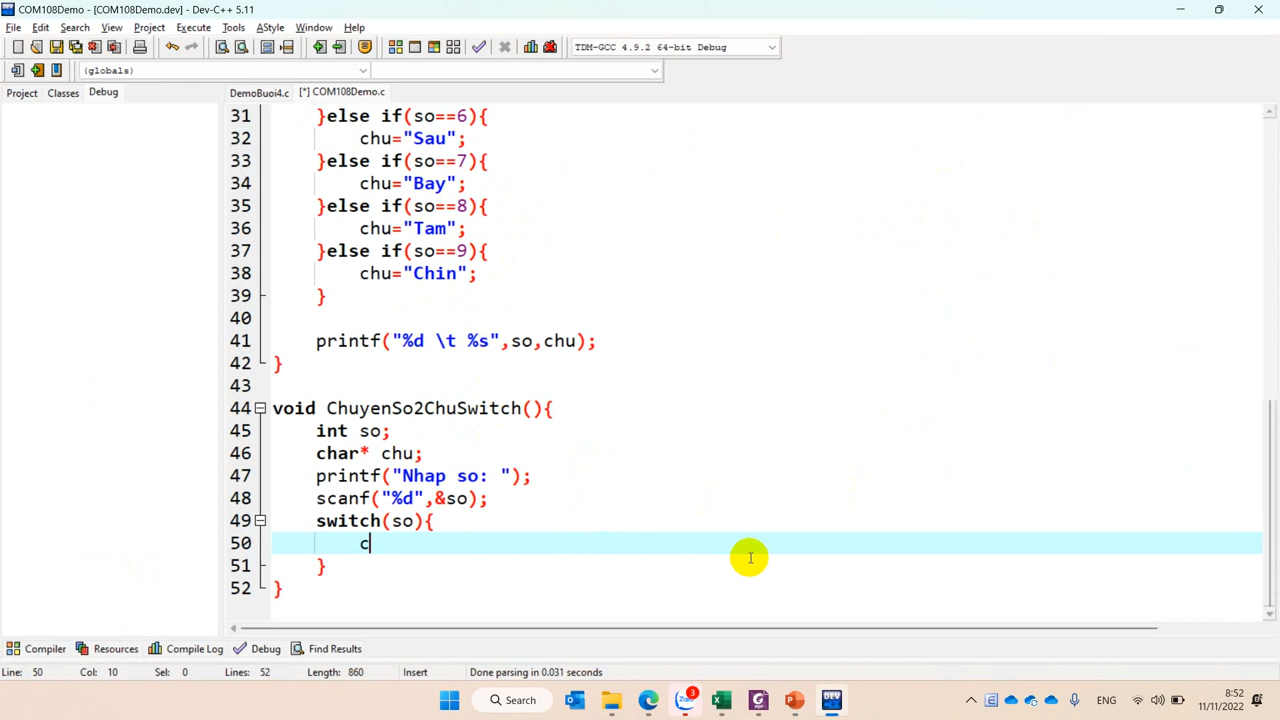 COM108Demo - [COM108Demo.dev] - Dev-C++ 5.11
File Edit Search View Project Execute Tools AStyle Window Help
TDM-GCC 4.9.2 64-bit Debug
(globals)
Project Classes Debug DemoBuoi4.c [*] COM108Demo.c
31 }else if(so==6){
32 chu="Sau";
33 }else if(so==7){
34 chu="Bay";
35 }else if(so==8){
36 chu="Tam";
37 }else if(so==9){
38 chu="Chin";
39 }
40
41 printf("%d \t %s",so,chu);
42 }
43
44 void ChuyenSo2ChuSwitch(){
45 int so;
46 char* chu;
47 printf("Nhap so: ");
48 scanf("%d",&so);
49 switch(so){
50 c
51 }
52 }
Compiler Resources Compile Log Debug Find Results
Line: 50 Col: 10 Sel: 0 Lines: 52 Length: 860 Insert Done parsing in 0.031 seconds
Search Zalo 3 DEV ENG 8:52
11/11/2022